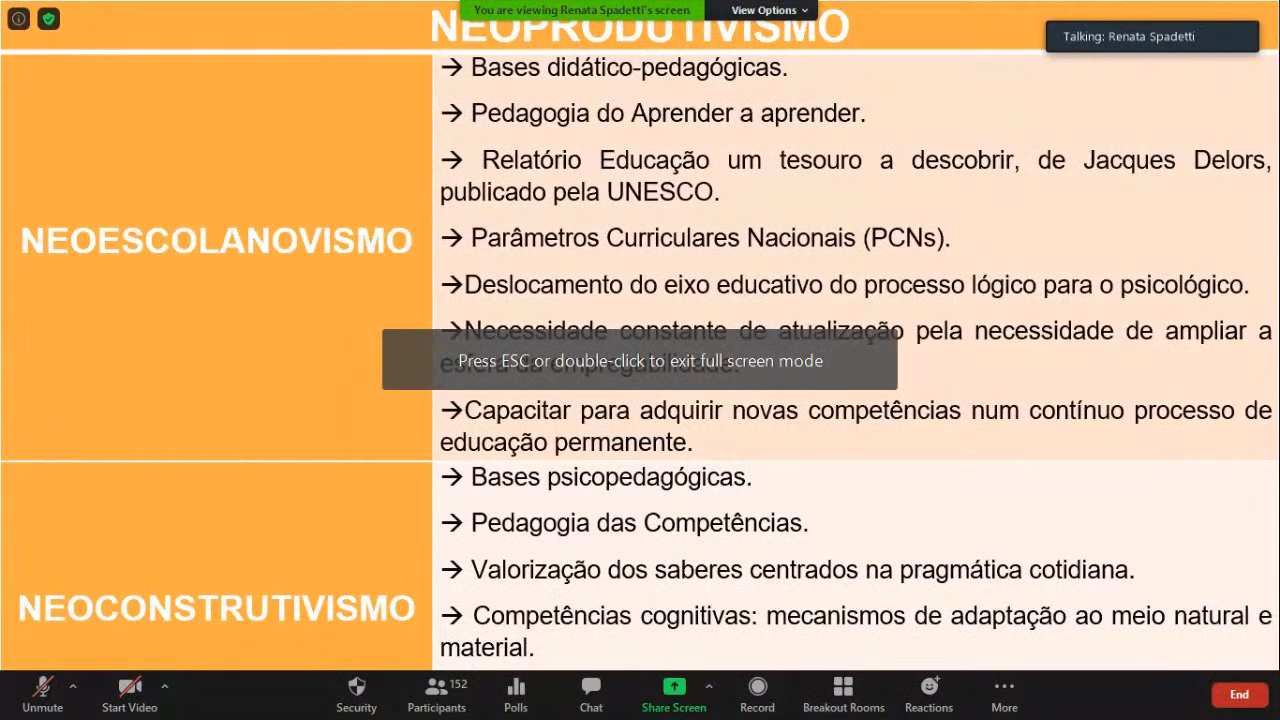 You are viewing Renata Spadetti's screen
View Options
NEOPRODUTIVISMO
Talking: Renata Spadetti
NEOESCOLANOVISMO
→ Bases didático-pedagógicas.
→ Pedagogia do Aprender a aprender.
→ Relatório Educação um tesouro a descobrir, de Jacques Delors,
publicado pela UNESCO.
→ Parâmetros Curriculares Nacionais (PCNs).
→Deslocamento do eixo educativo do processo lógico para o psicológico.
→Necessidade constante de atualização pela necessidade de ampliar a
esfera da empregabilidade.
Press ESC or double-click to exit full screen mode
→Capacitar para adquirir novas competências num contínuo processo de
educação permanente.
NEOCONSTRUTIVISMO
→ Bases psicopedagógicas.
→ Pedagogia das Competências.
→ Valorização dos saberes centrados na pragmática cotidiana.
→ Competências cognitivas: mecanismos de adaptação ao meio natural e
material.
Unmute
Start Video
Security
Participants
152
Polls
Chat
Share Screen
Record
Breakout Rooms
Reactions
More
End